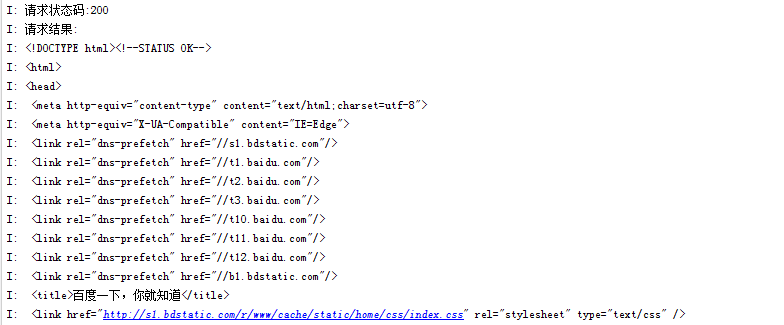 I: 请求状态码:200
I: 请求结果:
I: <!DOCTYPE html><!--STATUS OK-->
I: <html>
I: <head>
I:  <meta http-equiv="content-type" content="text/html;charset=utf-8">
I:  <meta http-equiv="X-UA-Compatible" content="IE=Edge">
I:  <link rel="dns-prefetch" href="//s1.bdstatic.com"/>
I:  <link rel="dns-prefetch" href="//t1.baidu.com"/>
I:  <link rel="dns-prefetch" href="//t2.baidu.com"/>
I:  <link rel="dns-prefetch" href="//t3.baidu.com"/>
I:  <link rel="dns-prefetch" href="//t10.baidu.com"/>
I:  <link rel="dns-prefetch" href="//t11.baidu.com"/>
I:  <link rel="dns-prefetch" href="//t12.baidu.com"/>
I:  <link rel="dns-prefetch" href="//b1.bdstatic.com"/>
I:  <title>百度一下，你就知道</title>
I:  <link href="http://s1.bdstatic.com/r/www/cache/static/home/css/index.css" rel="stylesheet" type="text/css" />